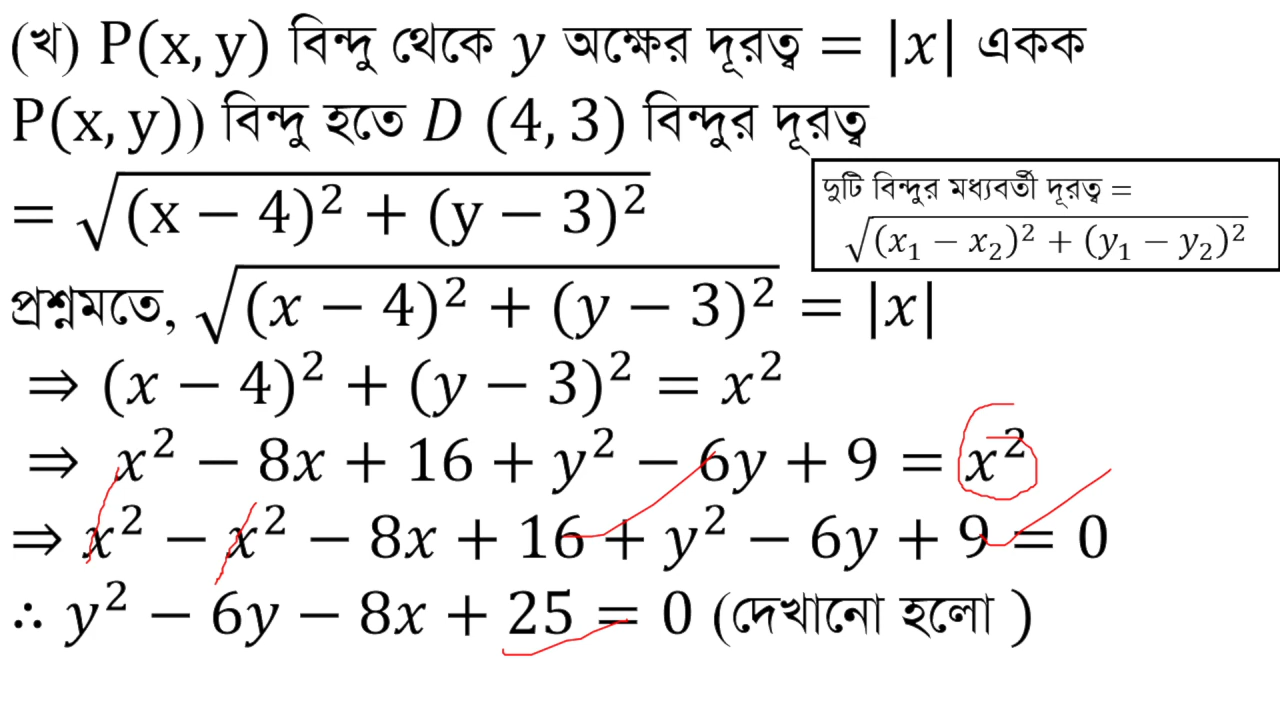 (খ) P(x, y) বিন্দু থেকে y অক্ষের দূরত্ব = |x| একক
P(x, y)) বিন্দু হতে D (4, 3) বিন্দুর দূরত্ব
= √((x − 4)² + (y − 3)²)
দুটি বিন্দুর মধ্যবর্তী দূরত্ব =
√((x₁ − x₂)² + (y₁ − y₂)²)
প্রশ্নমতে, √((x − 4)² + (y − 3)²) = |x|
⇒ (x − 4)² + (y − 3)² = x²
⇒ x² − 8x + 16 + y² − 6y + 9 = x²
⇒ x² − x² − 8x + 16 + y² − 6y + 9 = 0
∴ y² − 6y − 8x + 25 = 0 (দেখানো হলো )